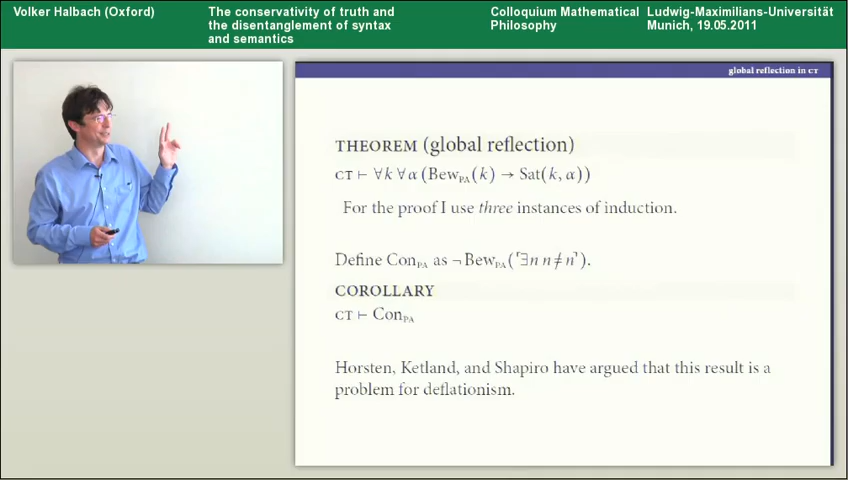 Volker Halbach (Oxford)
The conservativity of truth and
the disentanglement of syntax
and semantics
Colloquium Mathematical
Philosophy
Ludwig-Maximilians-Universität
Munich, 19.05.2011
global reflection in CT
THEOREM (global reflection)
CT ⊢ ∀k ∀α (Bew_PA(k) → Sat(k, α))
For the proof I use three instances of induction.
Define Con_PA as ¬ Bew_PA(⌜∃n n ≠ n⌝).
COROLLARY
CT ⊢ Con_PA
Horsten, Ketland, and Shapiro have argued that this result is a
problem for deflationism.